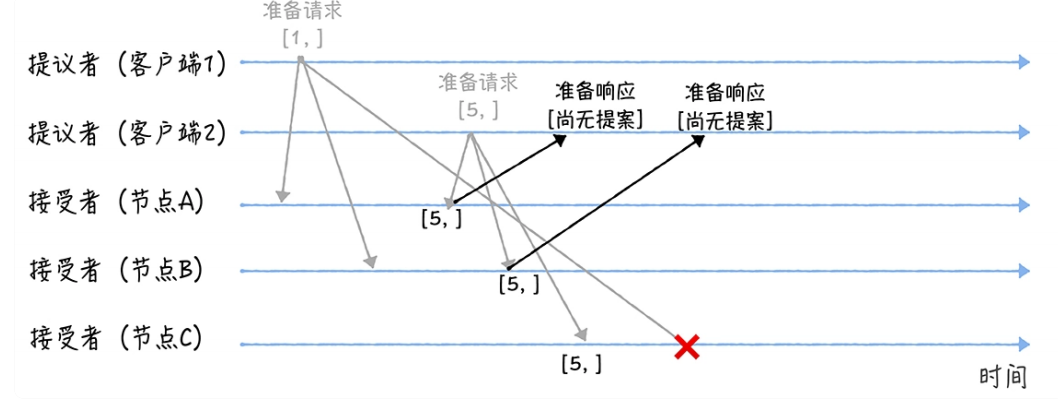 准备请求
[1, ]
提议者（客户端1）
准备请求
[5, ]
准备响应
[尚无提案]
准备响应
[尚无提案]
提议者（客户端2）
接受者（节点A）
[5, ]
接受者（节点B）
[5, ]
接受者（节点C）
[5, ]
时间